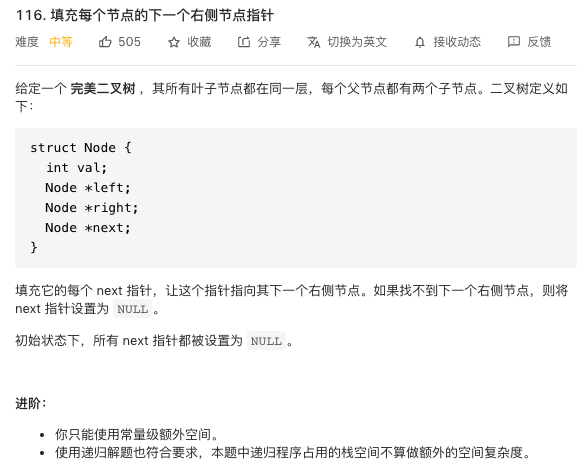 116. 填充每个节点的下一个右侧节点指针
难度 中等 505 收藏 分享 切换为英文 接收动态 反馈
给定一个 完美二叉树 ，其所有叶子节点都在同一层，每个父节点都有两个子节点。二叉树定义如
下：
struct Node {
  int val;
  Node *left;
  Node *right;
  Node *next;
}
填充它的每个 next 指针，让这个指针指向其下一个右侧节点。如果找不到下一个右侧节点，则将
next 指针设置为 NULL。
初始状态下，所有 next 指针都被设置为 NULL。
进阶：
• 你只能使用常量级额外空间。
• 使用递归解题也符合要求，本题中递归程序占用的栈空间不算做额外的空间复杂度。